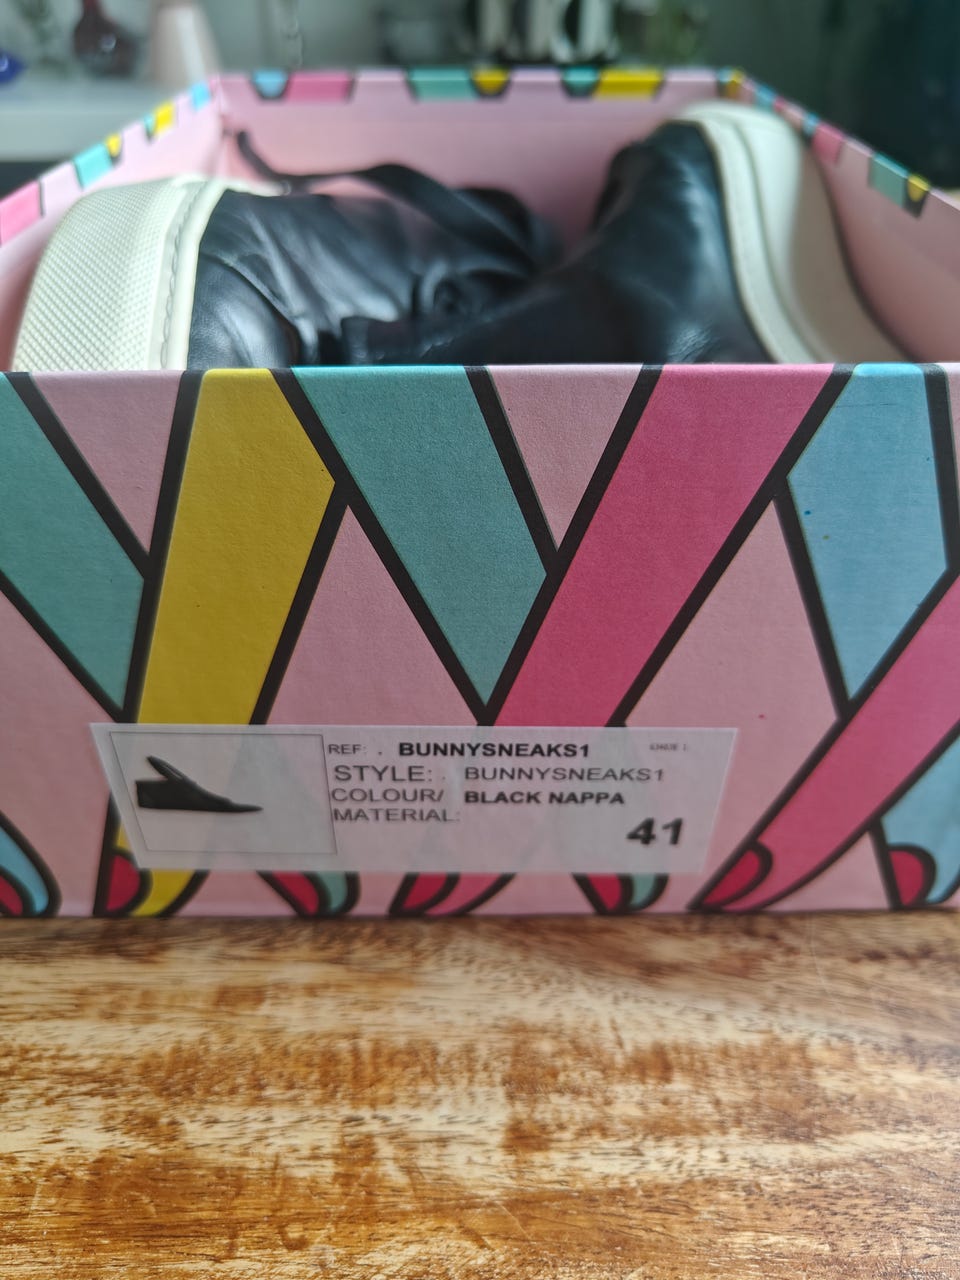 REF: . BUNNYSNEAKS1
STYLE: . BUNNYSNEAKS1
COLOUR/ BLACK NAPPA
MATERIAL:
41